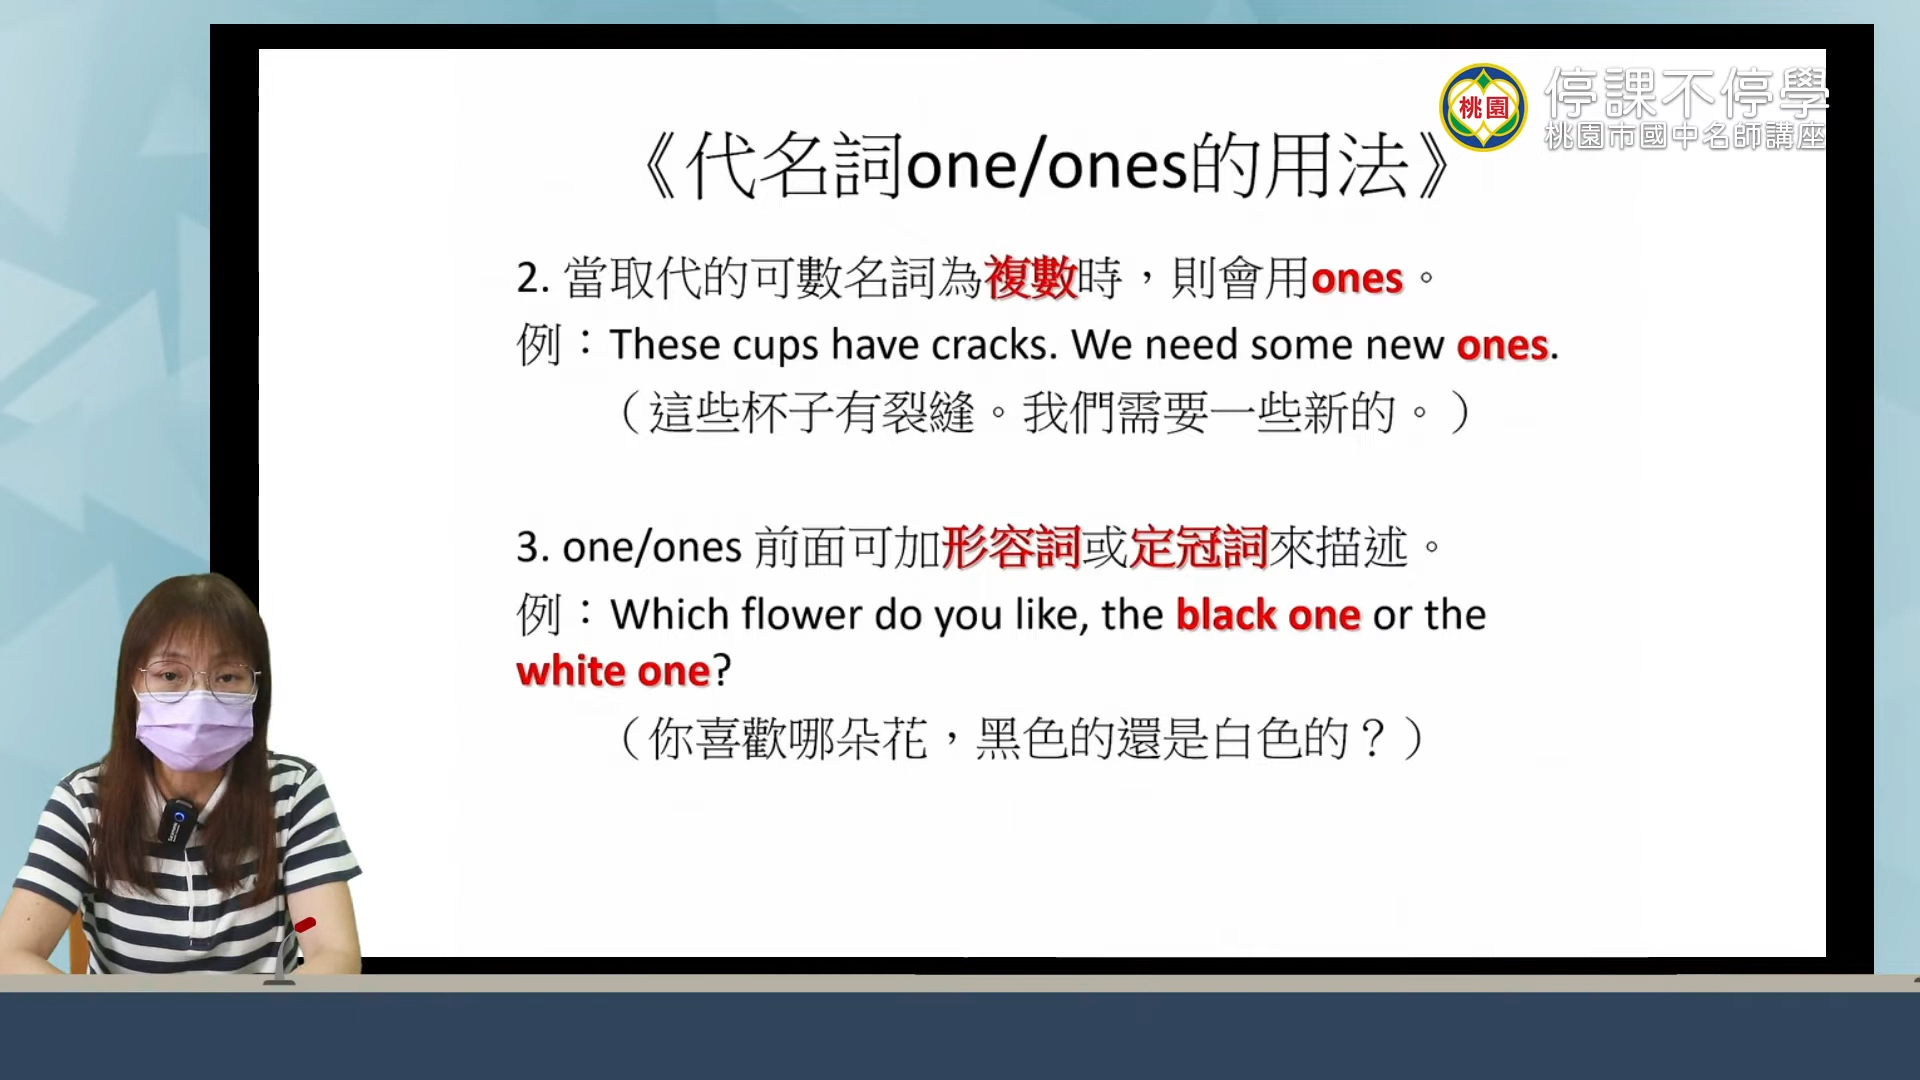 桃園
停課不停學
桃園市國中名師講座
《代名詞one/ones的用法》
2. 當取代的可數名詞為複數時，則會用ones。
例：These cups have cracks. We need some new ones.
（這些杯子有裂縫。我們需要一些新的。）
3. one/ones 前面可加形容詞或定冠詞來描述。
例：Which flower do you like, the black one or the
white one?
（你喜歡哪朵花，黑色的還是白色的？）